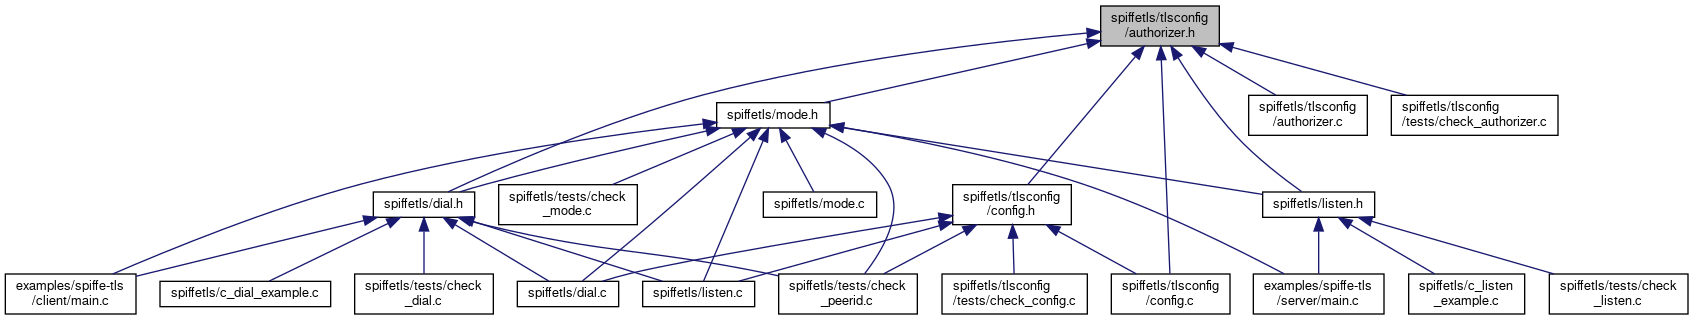 spiffetls/tlsconfig
/authorizer.h
spiffetls/mode.h
spiffetls/tlsconfig
/authorizer.c
spiffetls/tlsconfig
/tests/check_authorizer.c
spiffetls/dial.h
spiffetls/tests/check
_mode.c
spiffetls/mode.c
spiffetls/tlsconfig
/config.h
spiffetls/listen.h
examples/spiffe-tls
/client/main.c
spiffetls/c_dial_example.c
spiffetls/tests/check
_dial.c
spiffetls/dial.c
spiffetls/listen.c
spiffetls/tests/check
_peerid.c
spiffetls/tlsconfig
/tests/check_config.c
spiffetls/tlsconfig
/config.c
examples/spiffe-tls
/server/main.c
spiffetls/c_listen
_example.c
spiffetls/tests/check
_listen.c